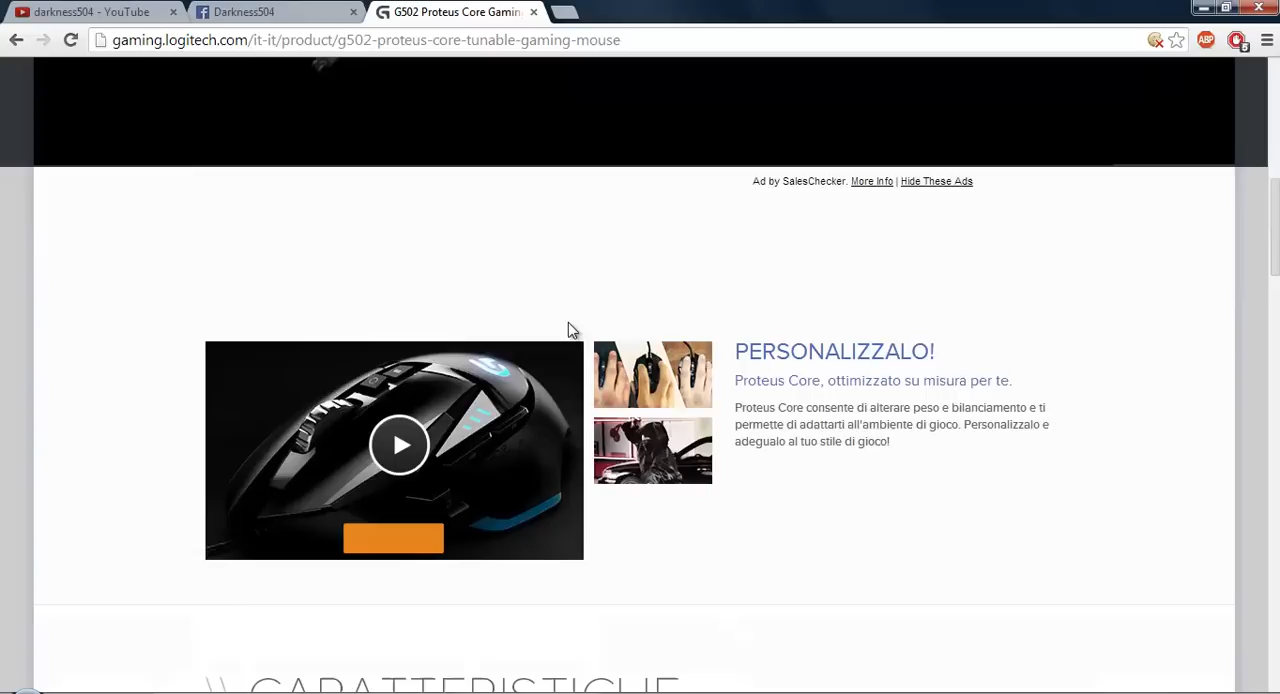 darkness504 - YouTube
Darkness504
G502 Proteus Core Gamin
gaming.logitech.com/it-it/product/g502-proteus-core-tunable-gaming-mouse
ABP
5
Ad by SalesChecker. More Info | Hide These Ads
PERSONALIZZALO!
Proteus Core, ottimizzato su misura per te.
Proteus Core consente di alterare peso e bilanciamento e ti
permette di adattarti all'ambiente di gioco. Personalizzalo e
adegualo al tuo stile di gioco!
\\ CARATTERISTICHE